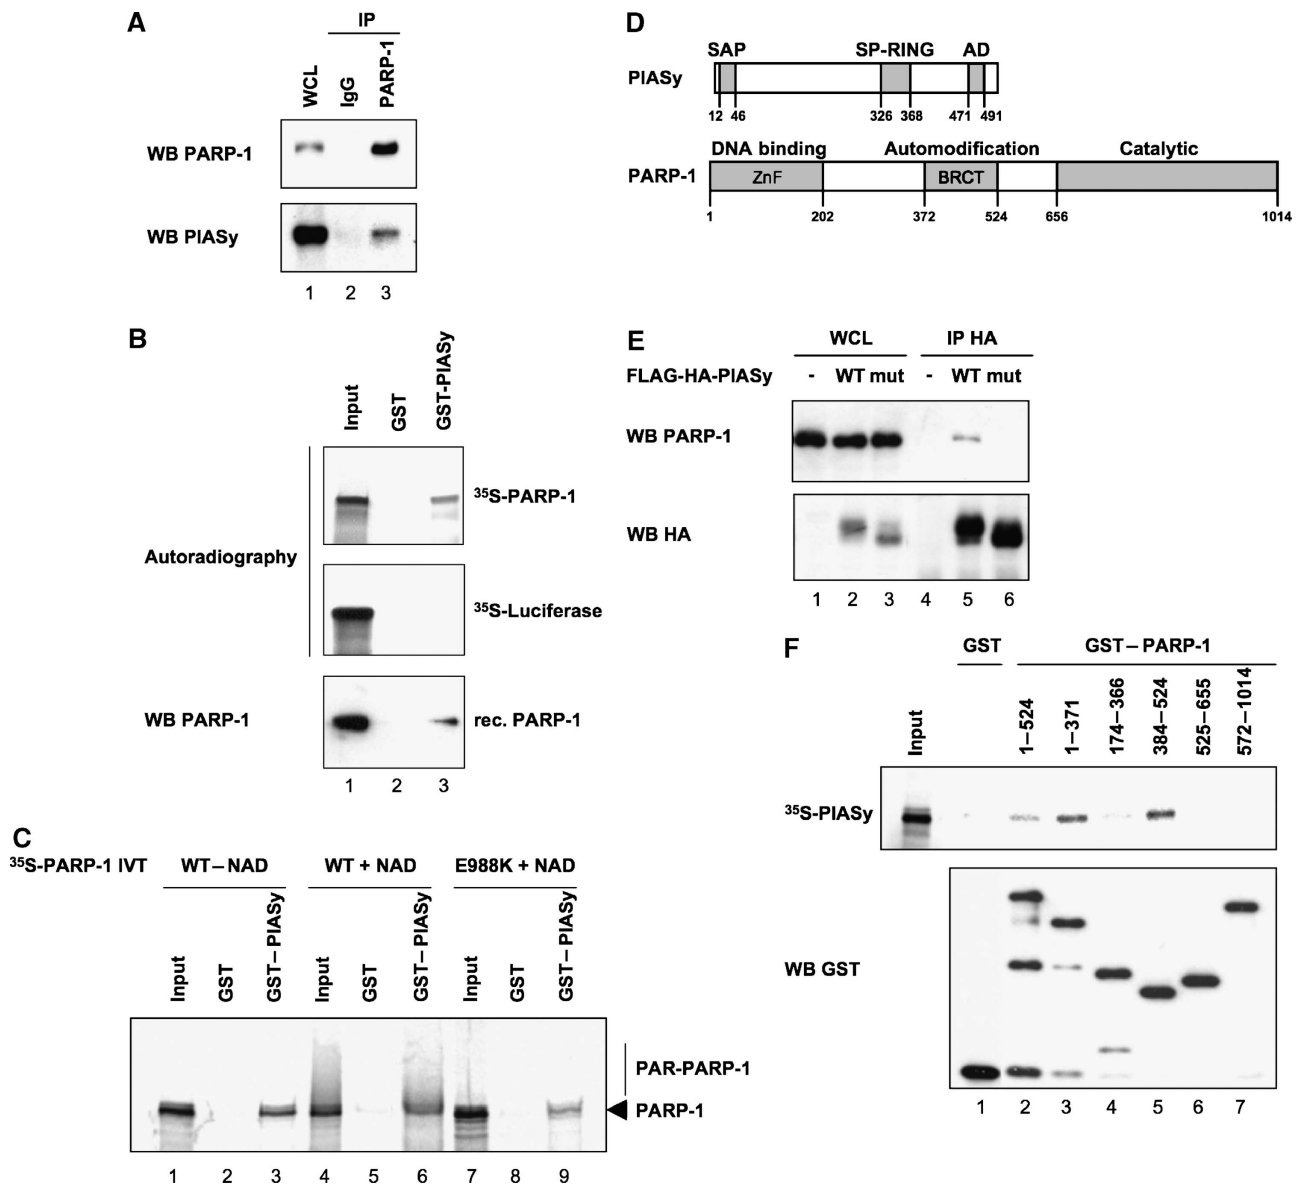 A
IP
WCL
IgG
PARP-1
WB PARP-1
WB PIASy
1 2 3
B
Input
GST
GST-PIASy
35S-PARP-1
Autoradiography
35S-Luciferase
WB PARP-1
rec. PARP-1
1 2 3
C
35S-PARP-1 IVT
WT–NAD
WT + NAD
E988K + NAD
Input
GST
GST–PIASy
Input
GST
GST–PIASy
Input
GST
GST–PIASy
PAR-PARP-1
PARP-1
1 2 3 4 5 6 7 8 9
D
SAP SP-RING AD
PIASy
12 46 326 368 471 491
DNA binding Automodification Catalytic
PARP-1 ZnF BRCT
1 202 372 524 656 1014
E
WCL IP HA
FLAG-HA-PIASy - WT mut - WT mut
WB PARP-1
WB HA
1 2 3 4 5 6
F
GST GST–PARP-1
Input
1–524
1–371
174–366
384–524
525–655
572–1014
35S-PIASy
WB GST
1 2 3 4 5 6 7